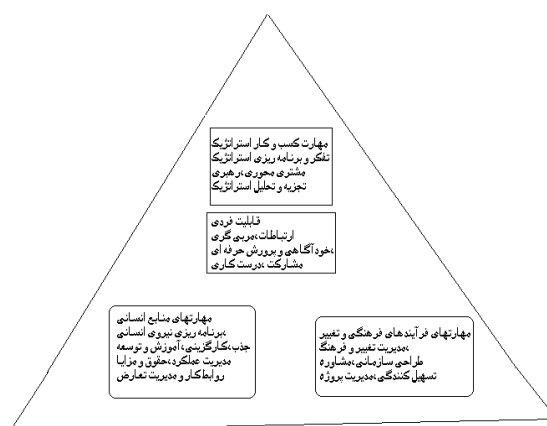 مهارت کسب و کار استراتژیک
تفکر و برنامه ریزی استراتژیک
مشتری محوری،رهبری
تجزیه و تحلیل استراتژیک
قابلیت فردی
ارتباطات،مربی گری
،خودآگاهی و پرورش حرفه ای
مشارکت ،درست کاری
مهارتهای منابع انسانی
،برنامه ریزی نیروی انسانی
جذب،کارگزینی،آموزش و توسعه
مدیریت عملکرد،حقوق و مزایا
روابط کار و مدیریت تعارض
مهارتهای فرآیندهای فرهنگی و تغییر
،مدیریت تغییر و فرهنگ
طراحی سازمانی،مشاوره
تسهیل کنندگی،مدیریت پروژه